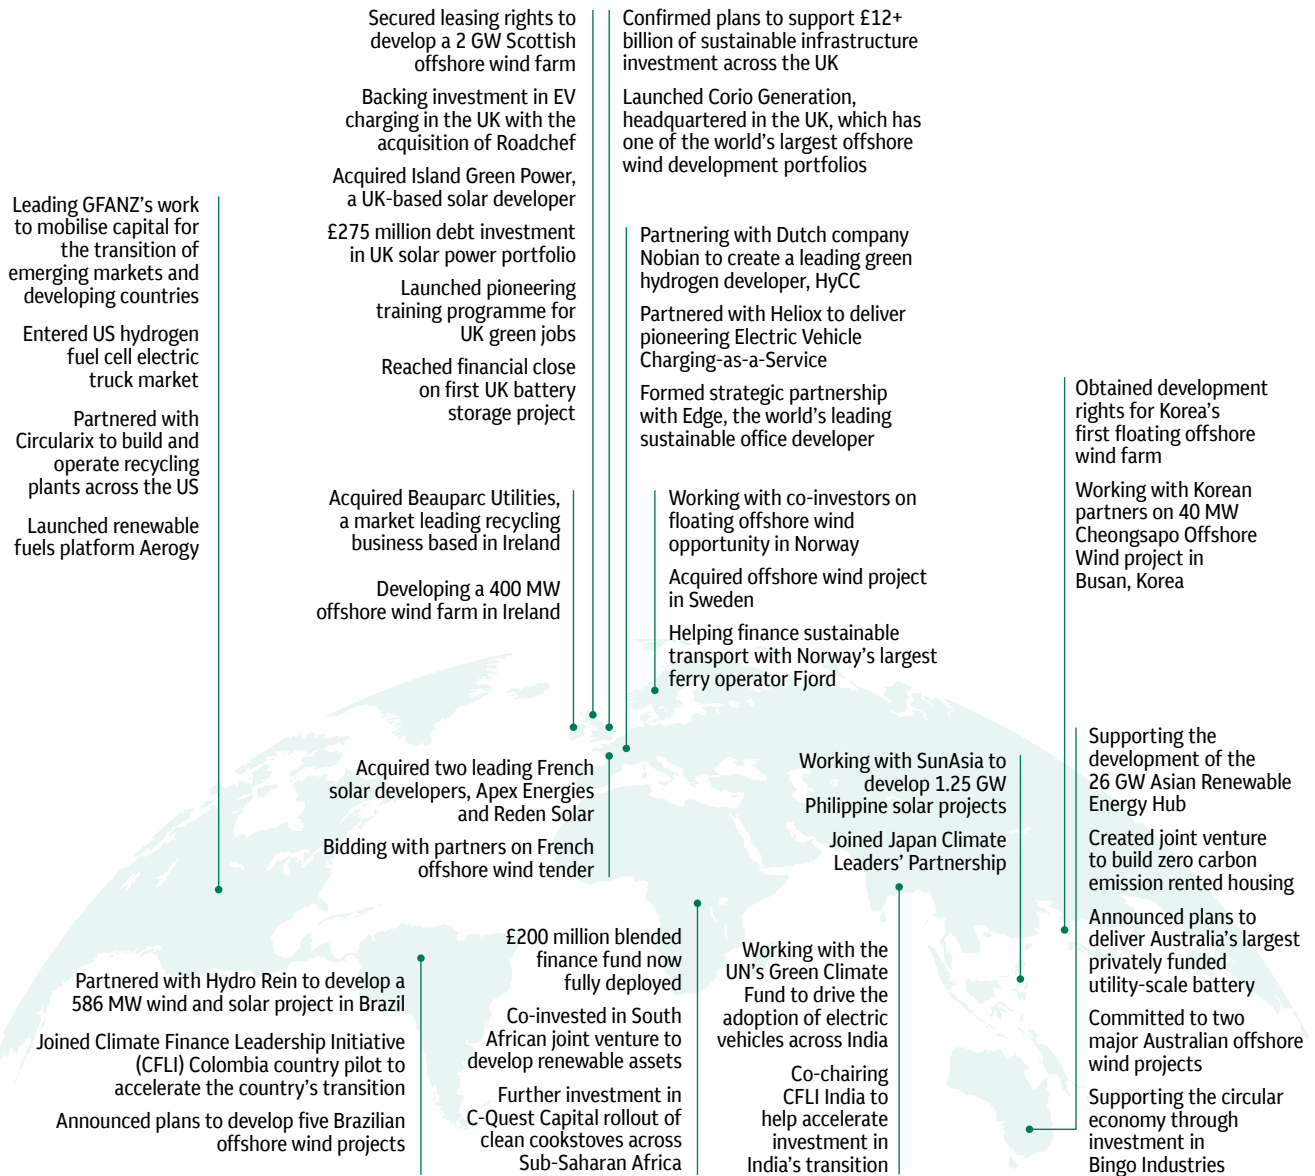 Secured leasing rights to
develop a 2 GW Scottish
offshore wind farm
Backing investment in EV
charging in the UK with the
acquisition of Roadchef
Acquired Island Green Power,
a UK-based solar developer
£275 million debt investment
in UK solar power portfolio
Launched pioneering
training programme for
UK green jobs
Reached financial close
on first UK battery
storage project
Confirmed plans to support £12+
billion of sustainable infrastructure
investment across the UK
Launched Corio Generation,
headquartered in the UK, which has
one of the world's largest offshore
wind development portfolios
Leading GFANZ's work
to mobilise capital for
the transition of
emerging markets and
developing countries
Entered US hydrogen
fuel cell electric
truck market
Partnered with
Circularix to build and
operate recycling
plants across the US
Launched renewable
fuels platform Aerogy
Partnering with Dutch company
Nobian to create a leading green
hydrogen developer, HyCC
Partnered with Heliox to deliver
pioneering Electric Vehicle
Charging-as-a-Service
Formed strategic partnership
with Edge, the world's leading
sustainable office developer
Obtained development
rights for Korea's
first floating offshore
wind farm
Working with Korean
partners on 40 MW
Cheongsapo Offshore
Wind project in
Busan, Korea
Acquired Beauparc Utilities,
a market leading recycling
business based in Ireland
Developing a 400 MW
offshore wind farm in Ireland
Working with co-investors on
floating offshore wind
opportunity in Norway
Acquired offshore wind project
in Sweden
Helping finance sustainable
transport with Norway's largest
ferry operator Fjord
Acquired two leading French
solar developers, Apex Energies
and Reden Solar
Bidding with partners on French
offshore wind tender
Working with SunAsia to
develop 1.25 GW
Philippine solar projects
Joined Japan Climate
Leaders' Partnership
Supporting the
development of the
26 GW Asian Renewable
Energy Hub
Created joint venture
to build zero carbon
emission rented housing
Announced plans to
deliver Australia's largest
privately funded
utility-scale battery
Committed to two
major Australian offshore
wind projects
Supporting the circular
economy through
investment in
Bingo Industries
Partnered with Hydro Rein to develop a
586 MW wind and solar project in Brazil
Joined Climate Finance Leadership Initiative
(CFLI) Colombia country pilot to
accelerate the country's transition
Announced plans to develop five Brazilian
offshore wind projects
£200 million blended
finance fund now
fully deployed
Co-invested in South
African joint venture to
develop renewable assets
Further investment in
C-Quest Capital rollout of
clean cookstoves across
Sub-Saharan Africa
Working with the
UN's Green Climate
Fund to drive the
adoption of electric
vehicles across India
Co-chairing
CFLI India to
help accelerate
investment in
India's transition